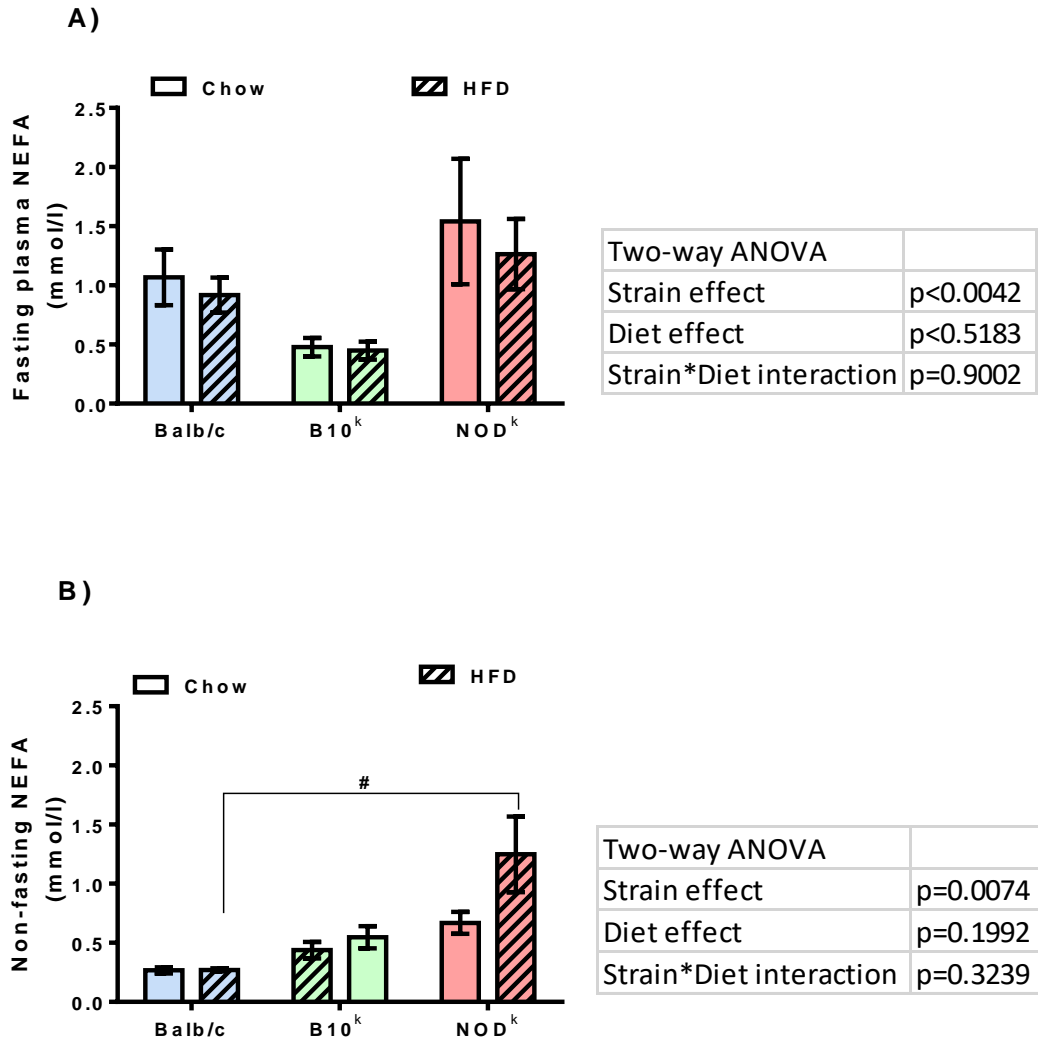 A)
Chow HFD
Fasting plasma NEFA
(mmol/l)
2.5
2.0
1.5
1.0
0.5
0.0
Balb/c B10k NODk
Two-way ANOVA
Strain effect p<0.0042
Diet effect p<0.5183
Strain*Diet interaction p=0.9002
B)
Chow HFD
Non-fasting NEFA
(mmol/l)
2.5
2.0
1.5
1.0
0.5
0.0
#
Balb/c B10k NODk
Two-way ANOVA
Strain effect p=0.0074
Diet effect p=0.1992
Strain*Diet interaction p=0.3239